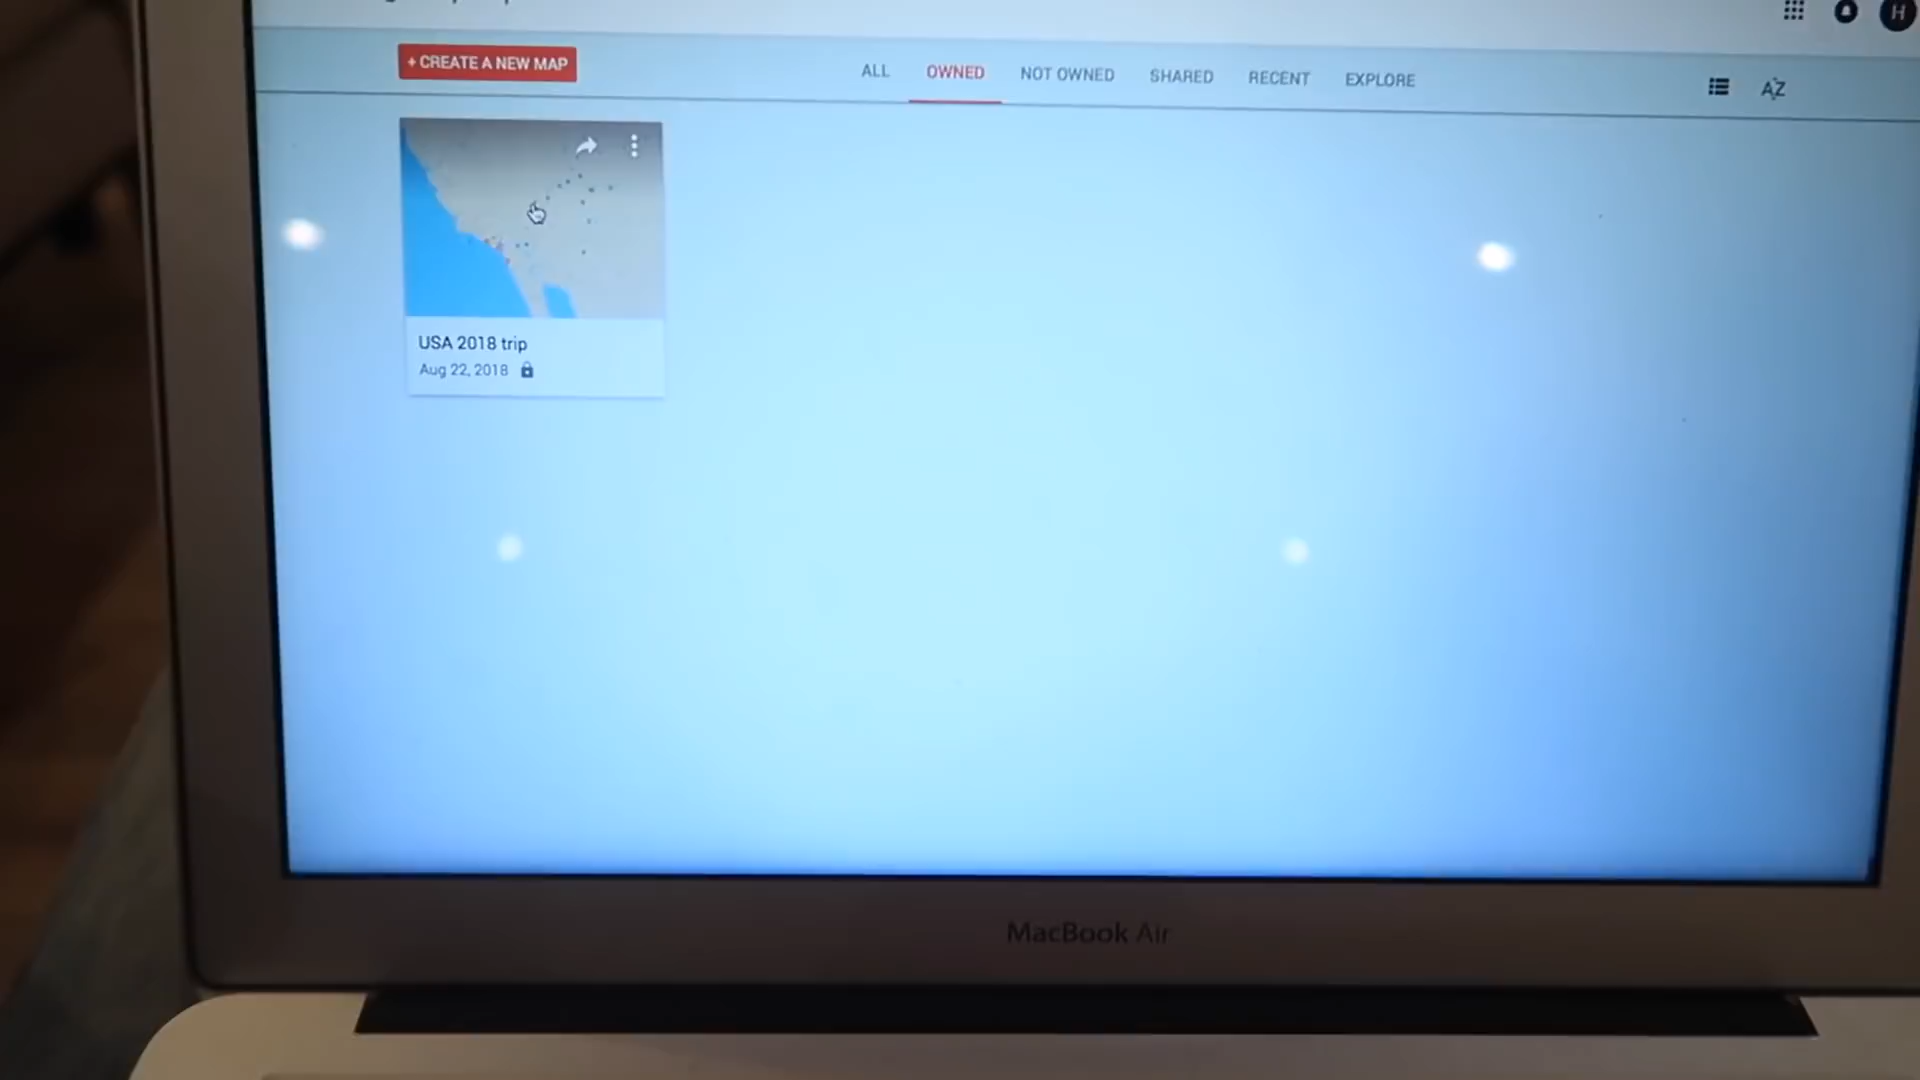 H
+ CREATE A NEW MAP
ALL OWNED NOT OWNED SHARED RECENT EXPLORE AZ
USA 2018 trip
Aug 22, 2018
MacBook Air